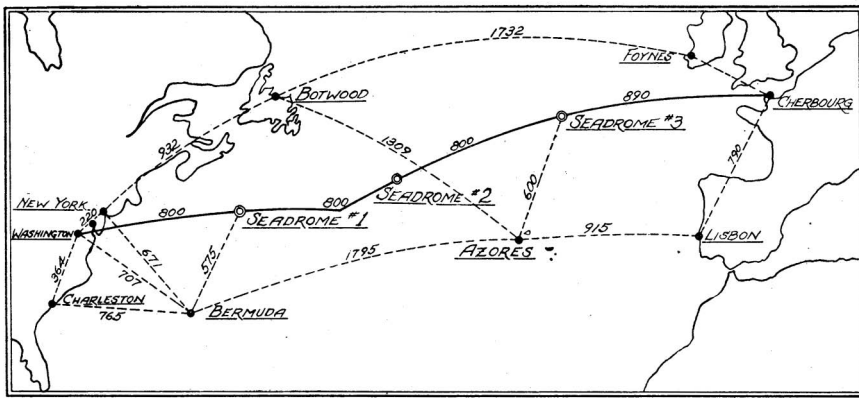 1732
FOYNES
BOTWOOD
890
CHERBOURG
SEADROME #3
932
1309
800
790
SEADROME #2
600
NEW YORK
220
800
800
SEADROME #1
WASHINGTON
671
575
1795
915
LISBON
AZORES
364
707
CHARLESTON
765
BERMUDA